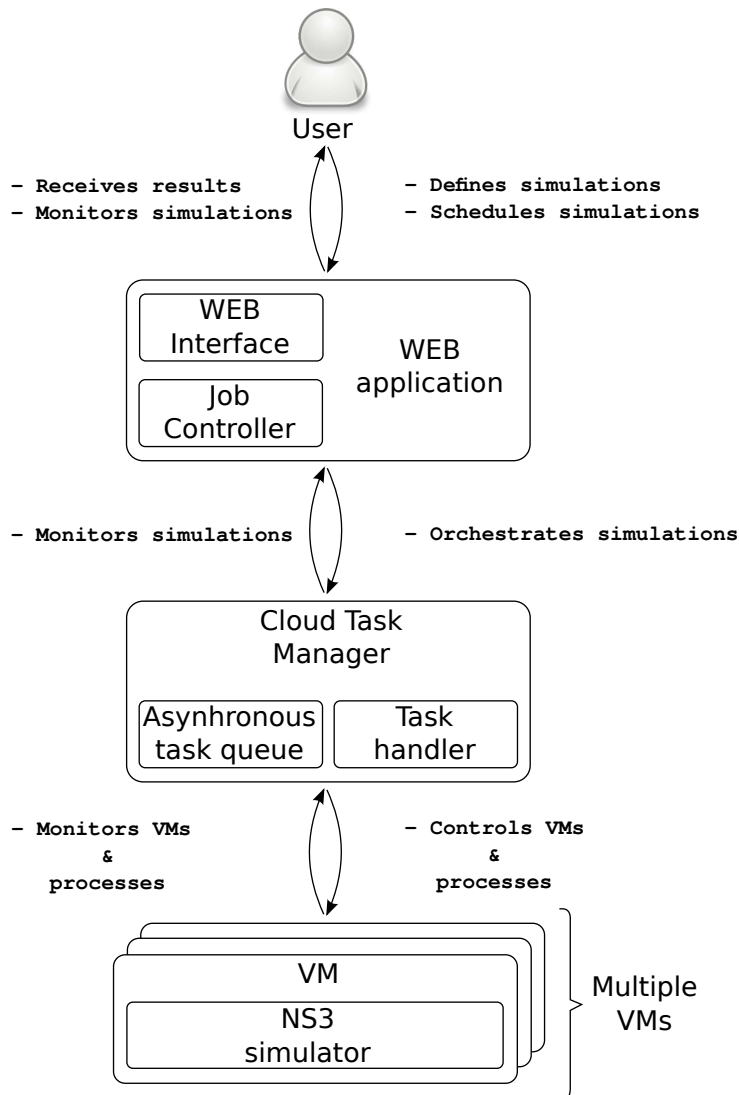 User
– Receives results
– Monitors simulations
– Defines simulations
– Schedules simulations
WEB
Interface
WEB
application
Job
Controller
– Monitors simulations
– Orchestrates simulations
Cloud Task
Manager
Asynhronous
task queue
Task
handler
– Monitors VMs
&
processes
– Controls VMs
&
processes
VM
NS3
simulator
Multiple
VMs